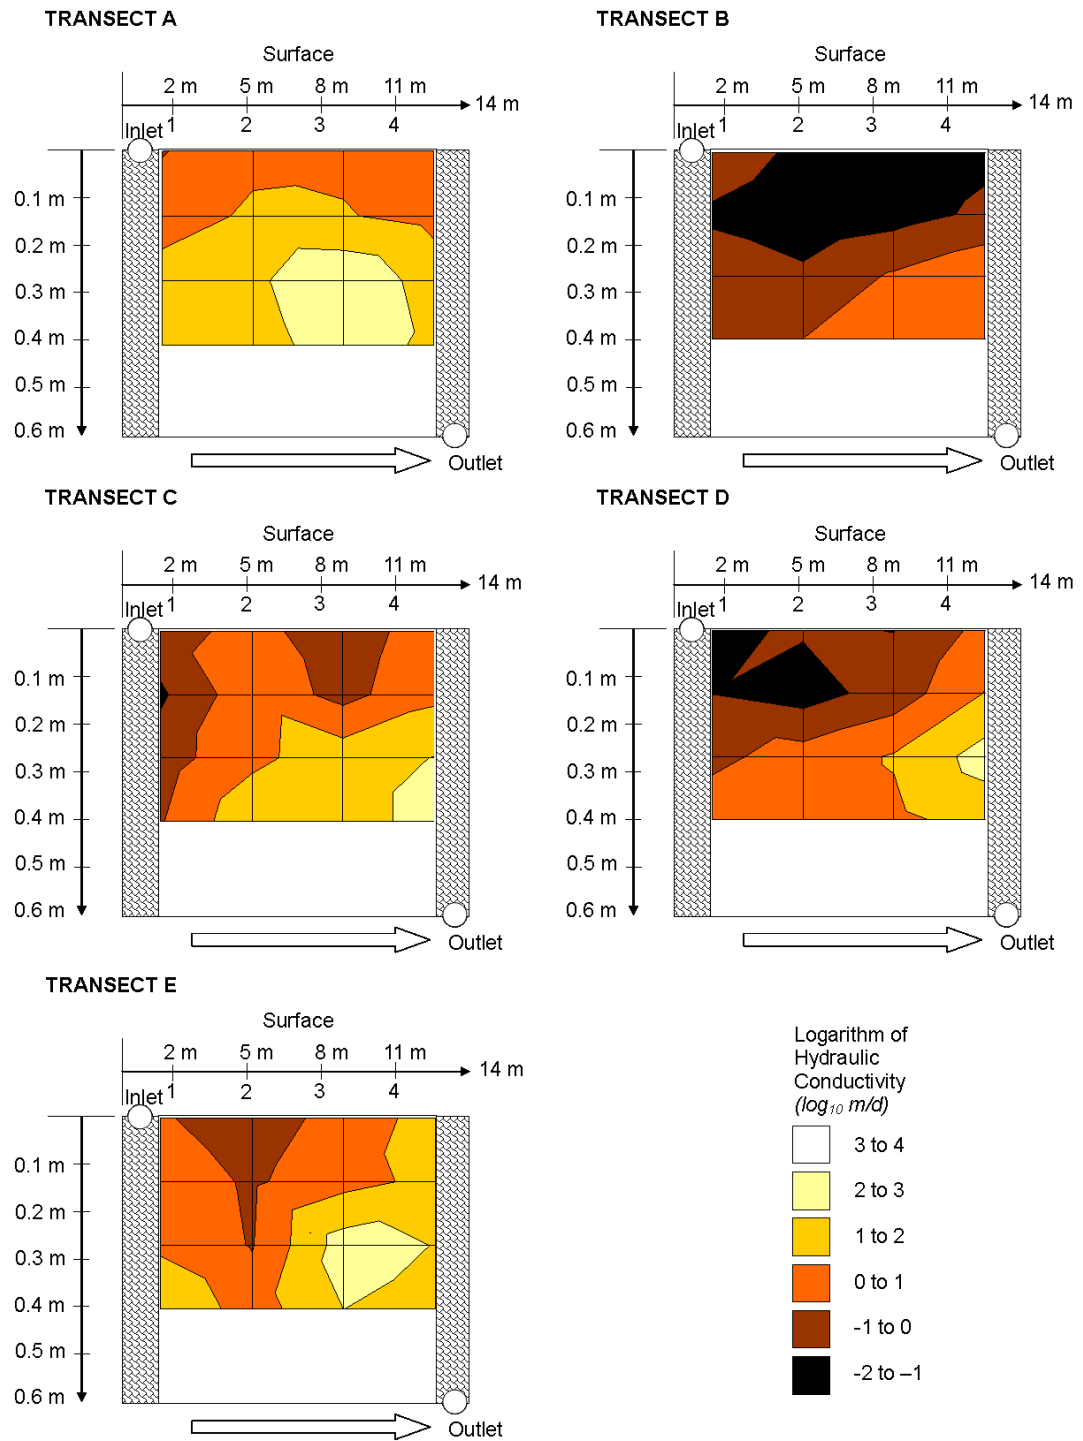 TRANSECT A
Surface
2 m 5 m 8 m 11 m
14 m
1 2 3 4
Inlet
0.1 m
0.2 m
0.3 m
0.4 m
0.5 m
0.6 m
Outlet
TRANSECT B
Surface
2 m 5 m 8 m 11 m
14 m
1 2 3 4
Inlet
0.1 m
0.2 m
0.3 m
0.4 m
0.5 m
0.6 m
Outlet
TRANSECT C
Surface
2 m 5 m 8 m 11 m
14 m
1 2 3 4
Inlet
0.1 m
0.2 m
0.3 m
0.4 m
0.5 m
0.6 m
Outlet
TRANSECT D
Surface
2 m 5 m 8 m 11 m
14 m
1 2 3 4
Inlet
0.1 m
0.2 m
0.3 m
0.4 m
0.5 m
0.6 m
Outlet
TRANSECT E
Surface
2 m 5 m 8 m 11 m
14 m
1 2 3 4
Inlet
0.1 m
0.2 m
0.3 m
0.4 m
0.5 m
0.6 m
Outlet
Logarithm of
Hydraulic
Conductivity
(log₁₀ m/d)
3 to 4
2 to 3
1 to 2
0 to 1
-1 to 0
-2 to –1